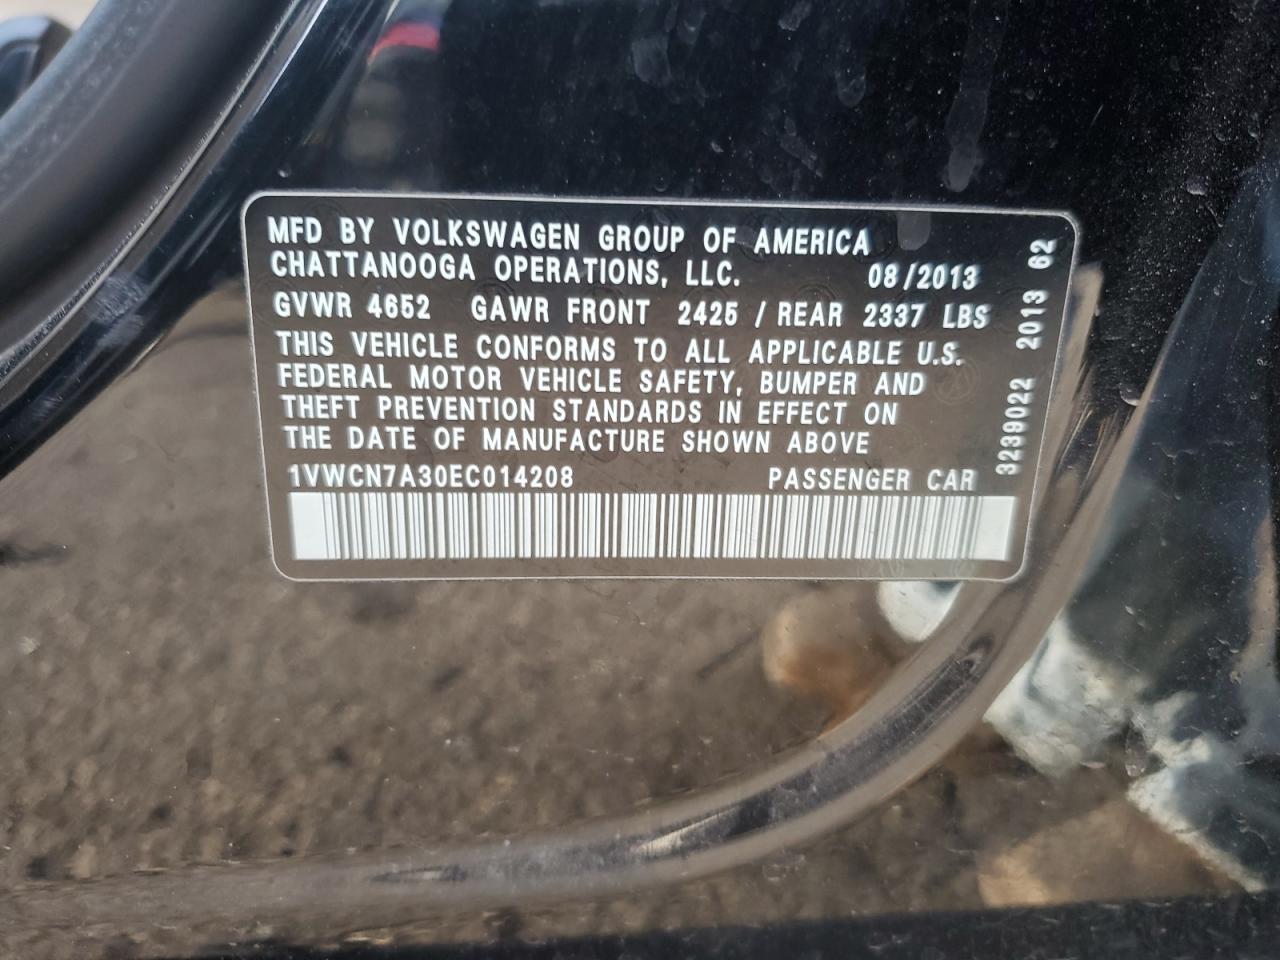 MFD BY VOLKSWAGEN GROUP OF AMERICA
CHATTANOOGA OPERATIONS, LLC. 08/2013
GVWR 4652 GAWR FRONT 2425 / REAR 2337 LBS
THIS VEHICLE CONFORMS TO ALL APPLICABLE U.S.
FEDERAL MOTOR VEHICLE SAFETY, BUMPER AND
THEFT PREVENTION STANDARDS IN EFFECT ON
THE DATE OF MANUFACTURE SHOWN ABOVE
1VWCN7A30EC014208 PASSENGER CAR
3239022 2013 62